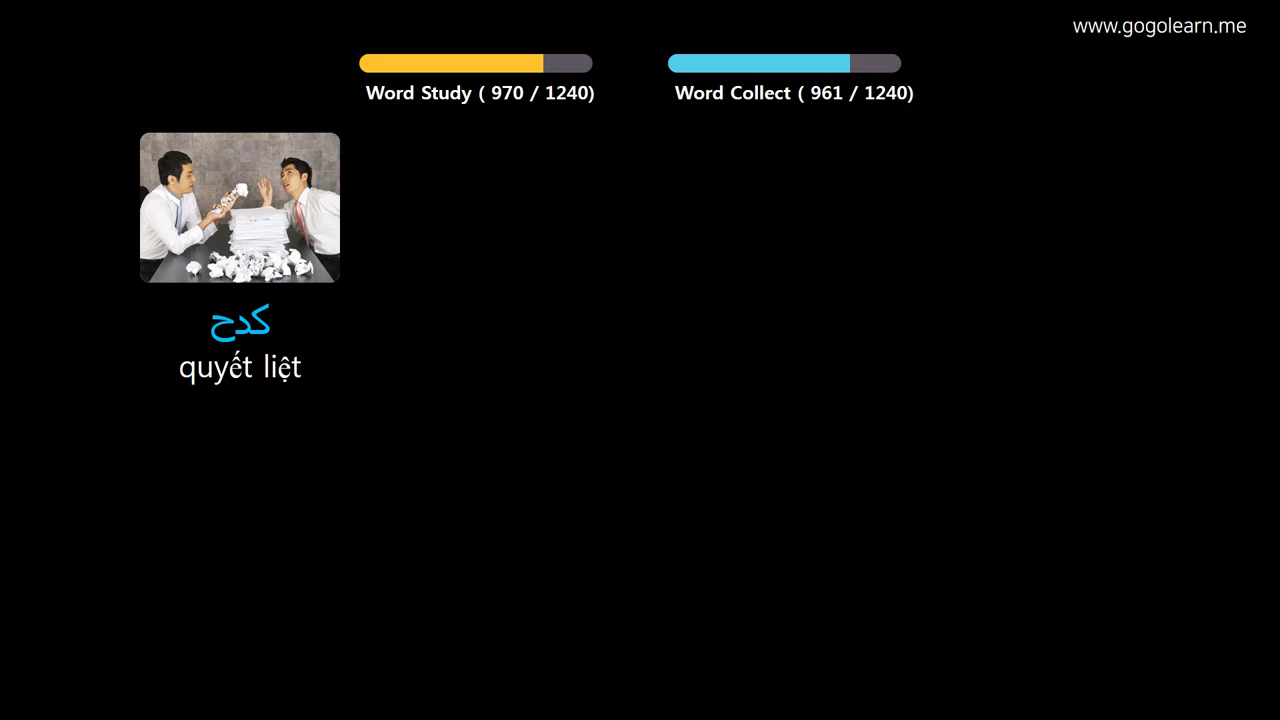 www.gogolearn.me
Word Study ( 970 / 1240)
Word Collect ( 961 / 1240)
كدح
quyết liệt